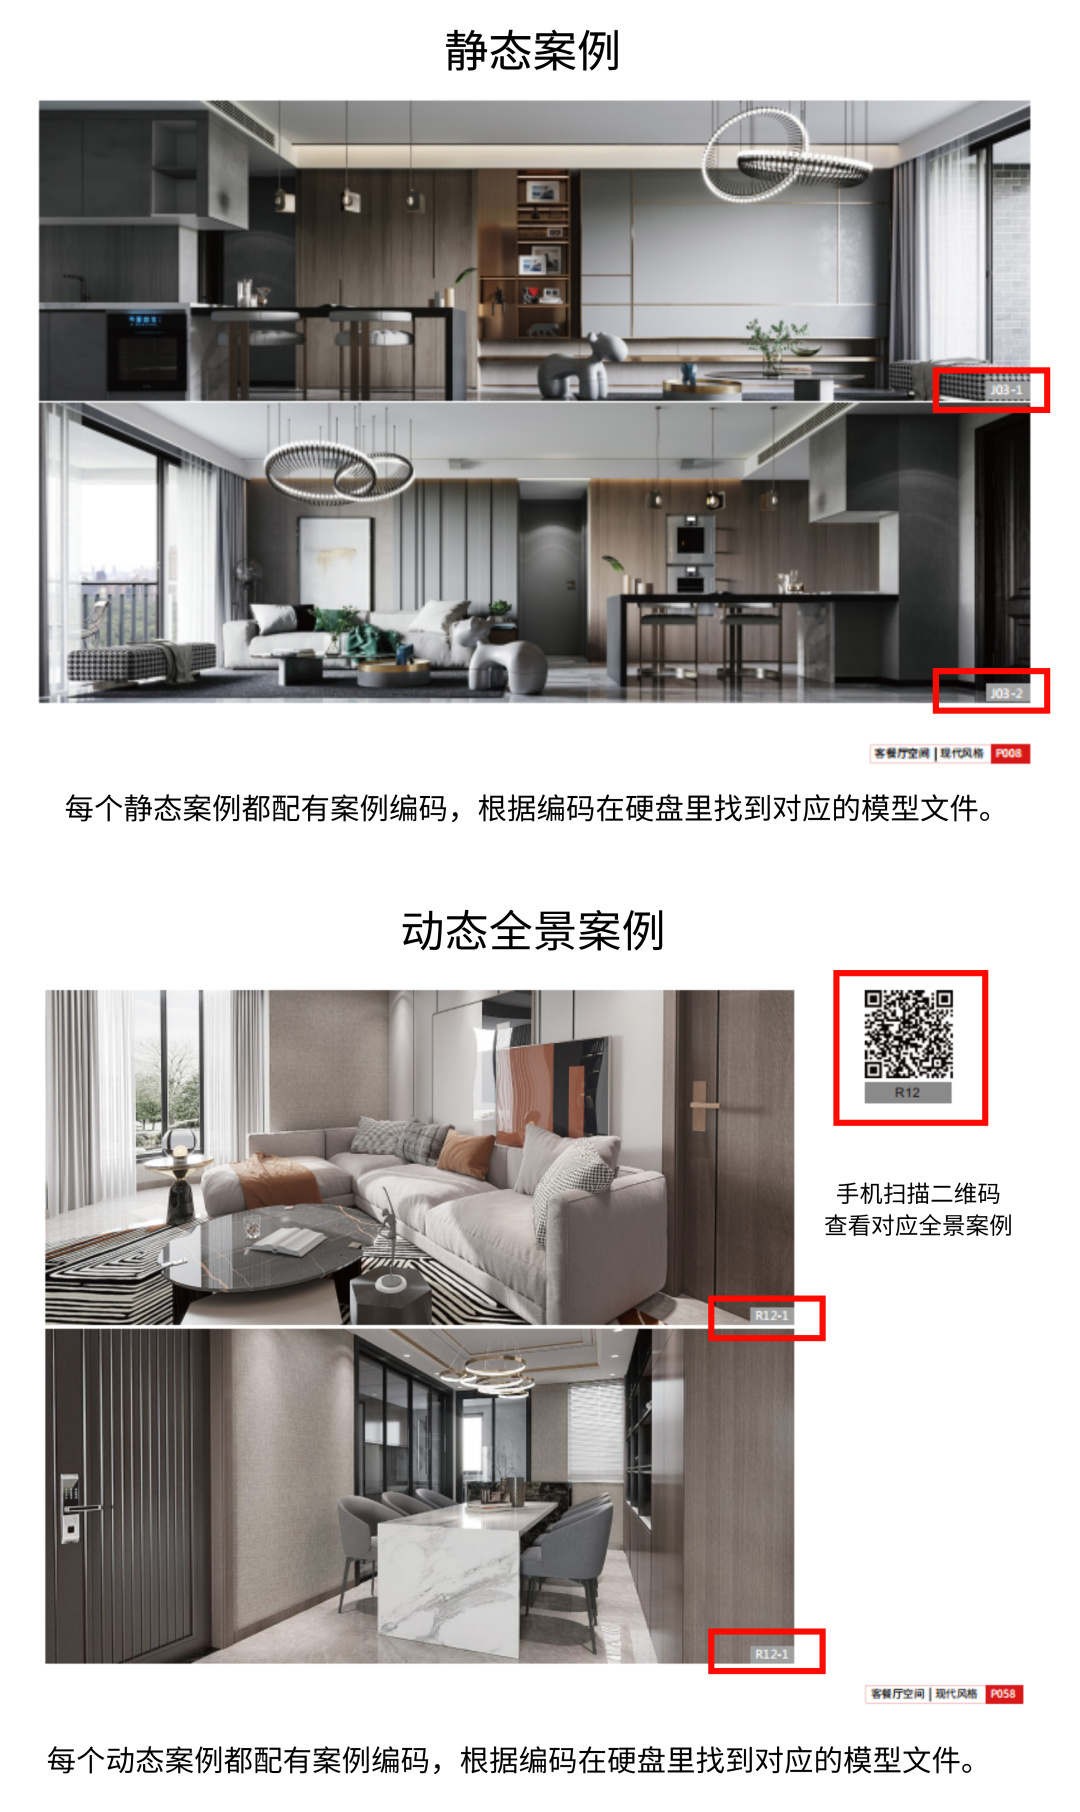 静态案例
J03-1
J03-2
客餐厅空间 | 现代风格 P008
每个静态案例都配有案例编码，根据编码在硬盘里找到对应的模型文件。
动态全景案例
R12
手机扫描二维码
查看对应全景案例
R12-1
R12-1
客餐厅空间 | 现代风格 P058
每个动态案例都配有案例编码，根据编码在硬盘里找到对应的模型文件。